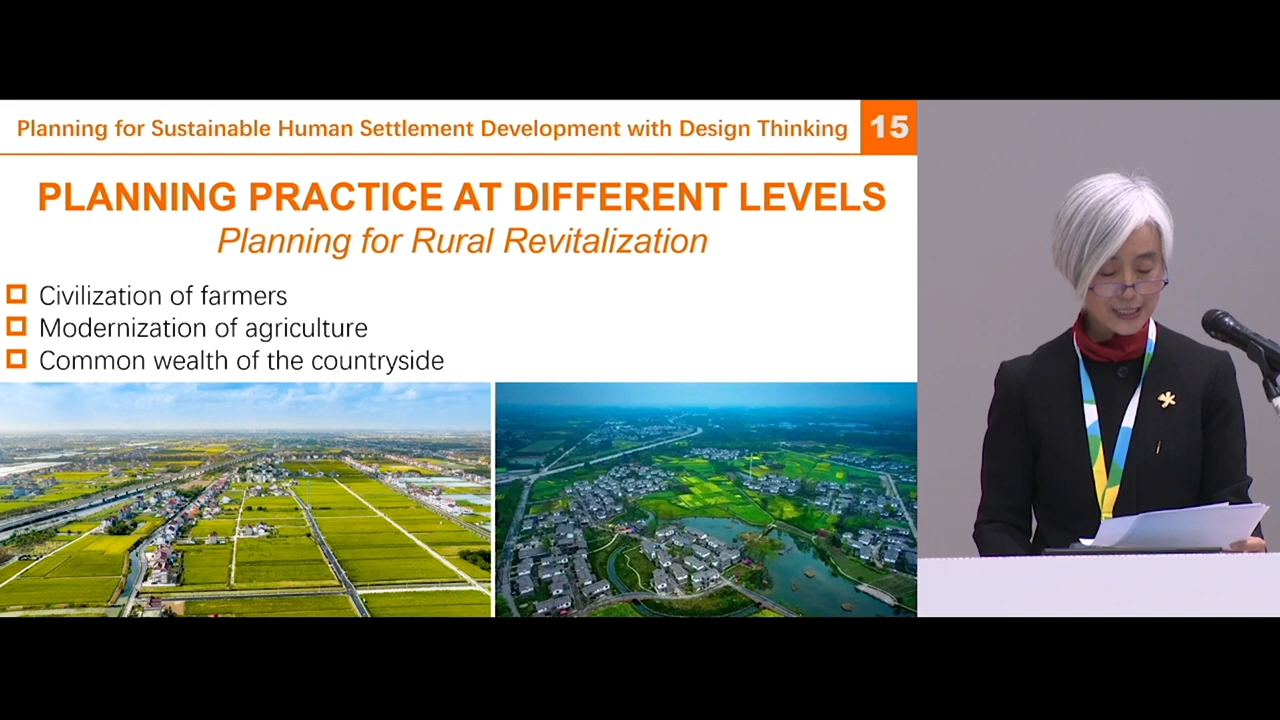 Planning for Sustainable Human Settlement Development with Design Thinking 15
PLANNING PRACTICE AT DIFFERENT LEVELS
Planning for Rural Revitalization
Civilization of farmers
Modernization of agriculture
Common wealth of the countryside